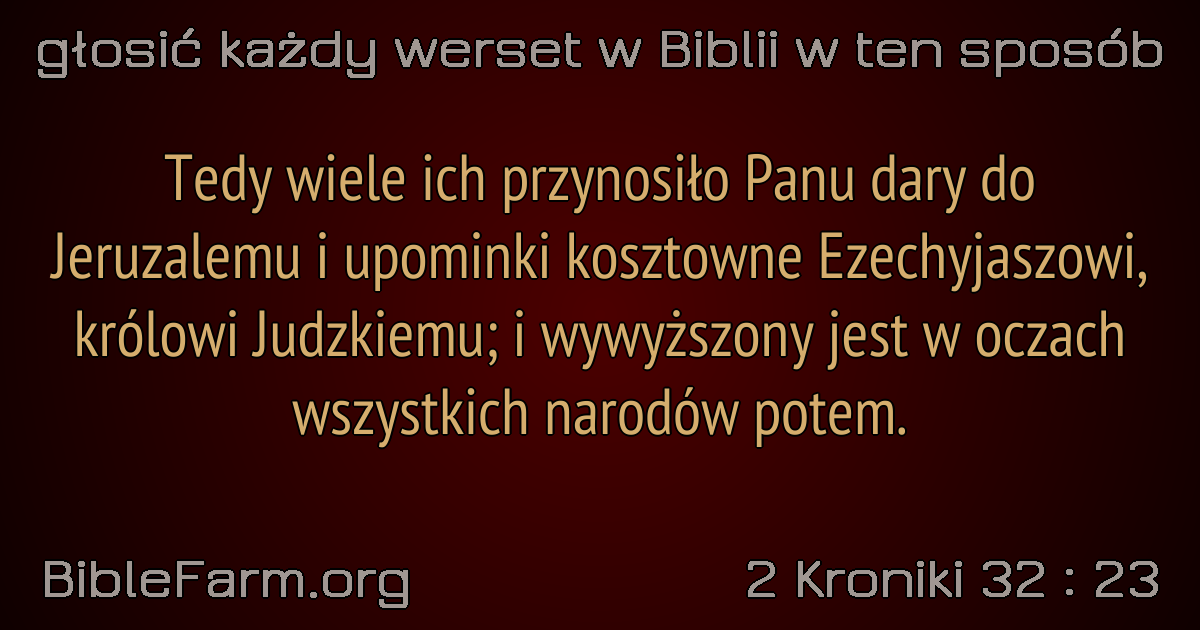 głosić każdy werset w Biblii w ten sposób
Tedy wiele ich przynosiło Panu dary do
Jeruzalemu i upominki kosztowne Ezechyjaszowi,
królowi Judzkiemu; i wywyższony jest w oczach
wszystkich narodów potem.
BibleFarm.org
2 Kroniki 32 : 23